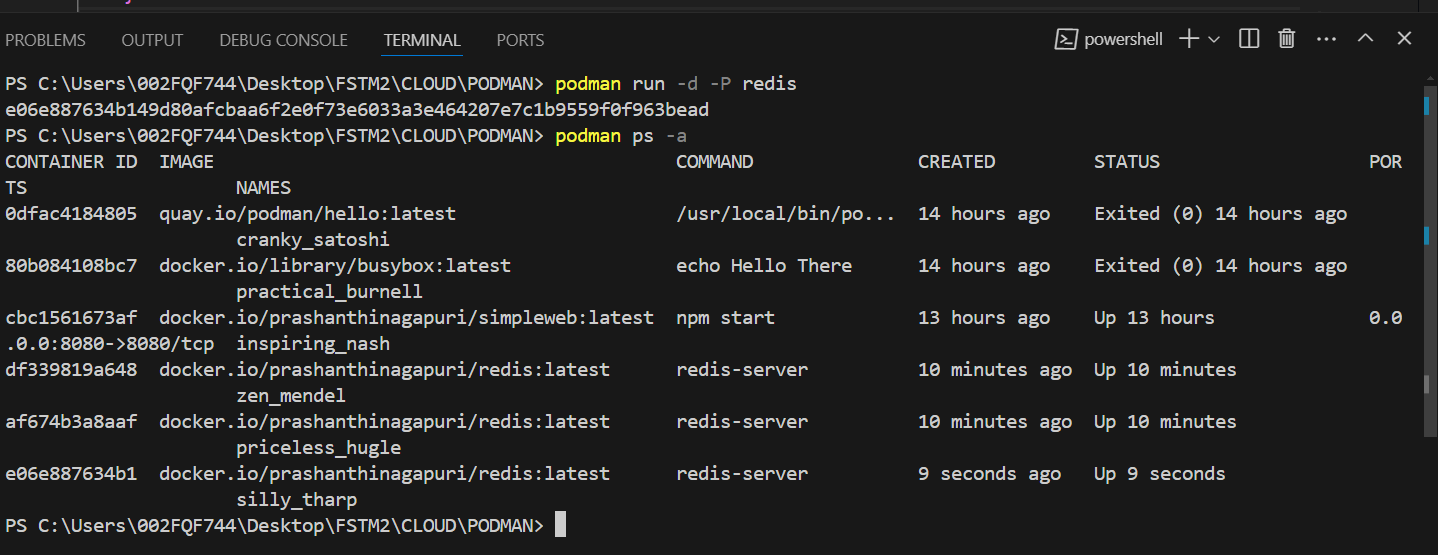 PROBLEMS OUTPUT DEBUG CONSOLE TERMINAL PORTS powershell
PS C:\Users\002FQF744\Desktop\FSTM2\CLOUD\PODMAN> podman run -d -P redis
e06e887634b149d80afcbaa6f2e0f73e6033a3e464207e7c1b9559f0f963bead
PS C:\Users\002FQF744\Desktop\FSTM2\CLOUD\PODMAN> podman ps -a
CONTAINER ID  IMAGE                                          COMMAND               CREATED         STATUS                   POR
TS                   NAMES
0dfac4184805  quay.io/podman/hello:latest                    /usr/local/bin/po...  14 hours ago    Exited (0) 14 hours ago
                     cranky_satoshi
80b084108bc7  docker.io/library/busybox:latest               echo Hello There      14 hours ago    Exited (0) 14 hours ago
                     practical_burnell
cbc1561673af  docker.io/prashanthinagapuri/simpleweb:latest  npm start             13 hours ago    Up 13 hours              0.0
.0.0:8080->8080/tcp  inspiring_nash
df339819a648  docker.io/prashanthinagapuri/redis:latest      redis-server          10 minutes ago  Up 10 minutes
                     zen_mendel
af674b3a8aaf  docker.io/prashanthinagapuri/redis:latest      redis-server          10 minutes ago  Up 10 minutes
                     priceless_hugle
e06e887634b1  docker.io/prashanthinagapuri/redis:latest      redis-server          9 seconds ago   Up 9 seconds
                     silly_tharp
PS C:\Users\002FQF744\Desktop\FSTM2\CLOUD\PODMAN>